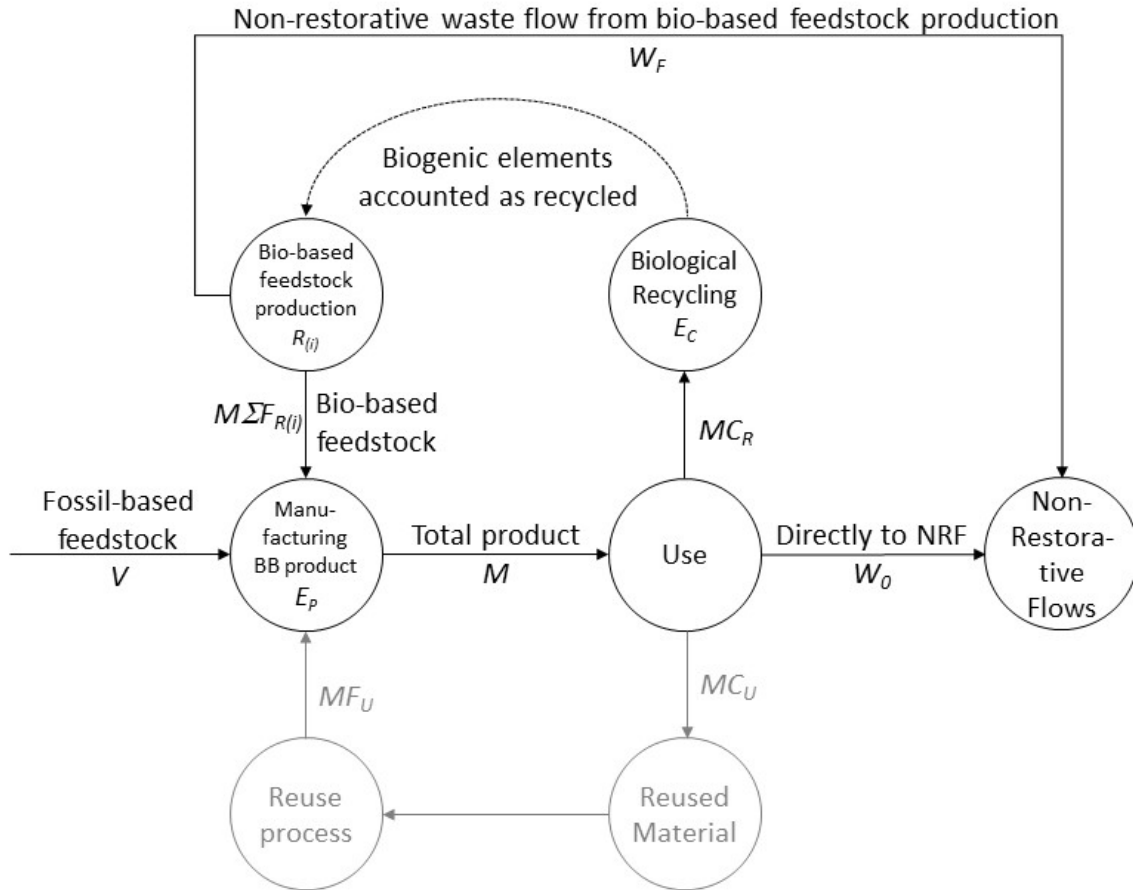 Non-restorative waste flow from bio-based feedstock production
W_F
Biogenic elements
accounted as recycled
Bio-based
feedstock
production
R_(i)
Biological
Recycling
E_C
MΣF_R(i)
Bio-based
feedstock
MC_R
Fossil-based
feedstock
V
Manu-
facturing
BB product
E_P
Total product
M
Use
Directly to NRF
W_0
Non-
Restora-
tive
Flows
MF_U
MC_U
Reuse
process
Reused
Material